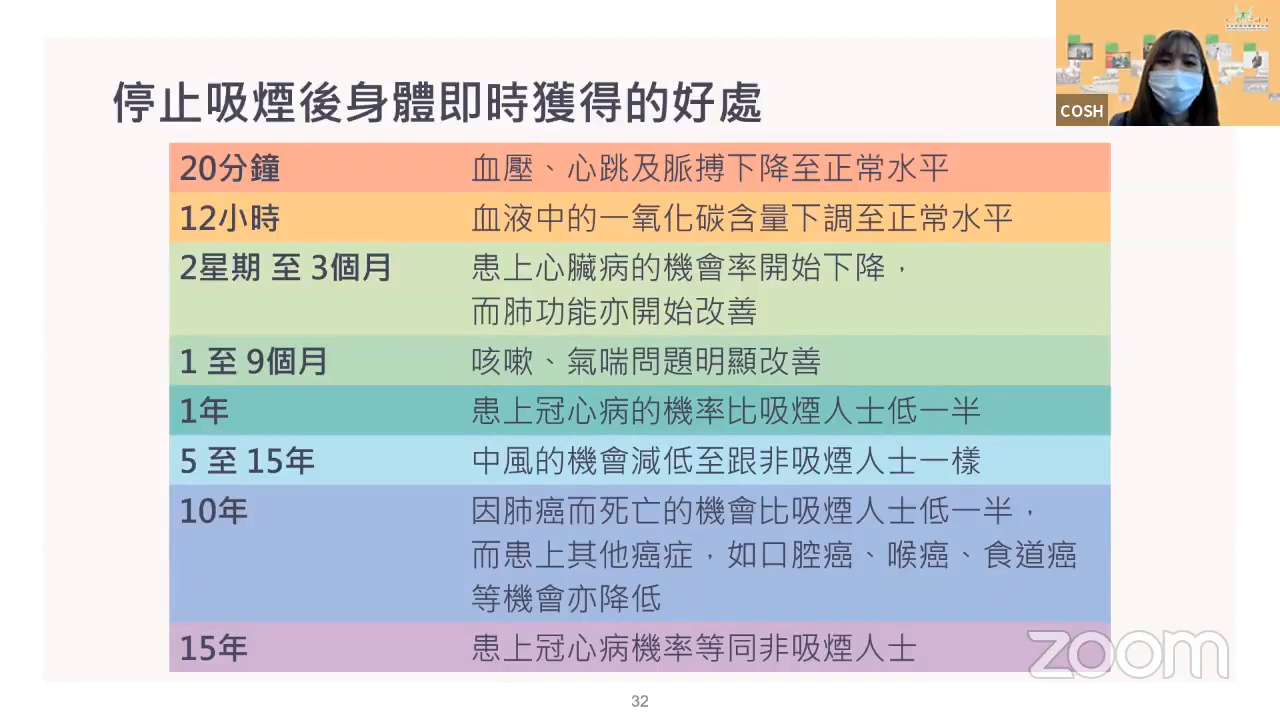 停止吸煙後身體即時獲得的好處
COSH
20分鐘 血壓、心跳及脈搏下降至正常水平
12小時 血液中的一氧化碳含量下調至正常水平
2星期 至 3個月 患上心臟病的機會率開始下降，
而肺功能亦開始改善
1 至 9個月 咳嗽、氣喘問題明顯改善
1年 患上冠心病的機率比吸煙人士低一半
5 至 15年 中風的機會減低至跟非吸煙人士一樣
10年 因肺癌而死亡的機會比吸煙人士低一半，
而患上其他癌症，如口腔癌、喉癌、食道癌
等機會亦降低
15年 患上冠心病機率等同非吸煙人士
zoom
32